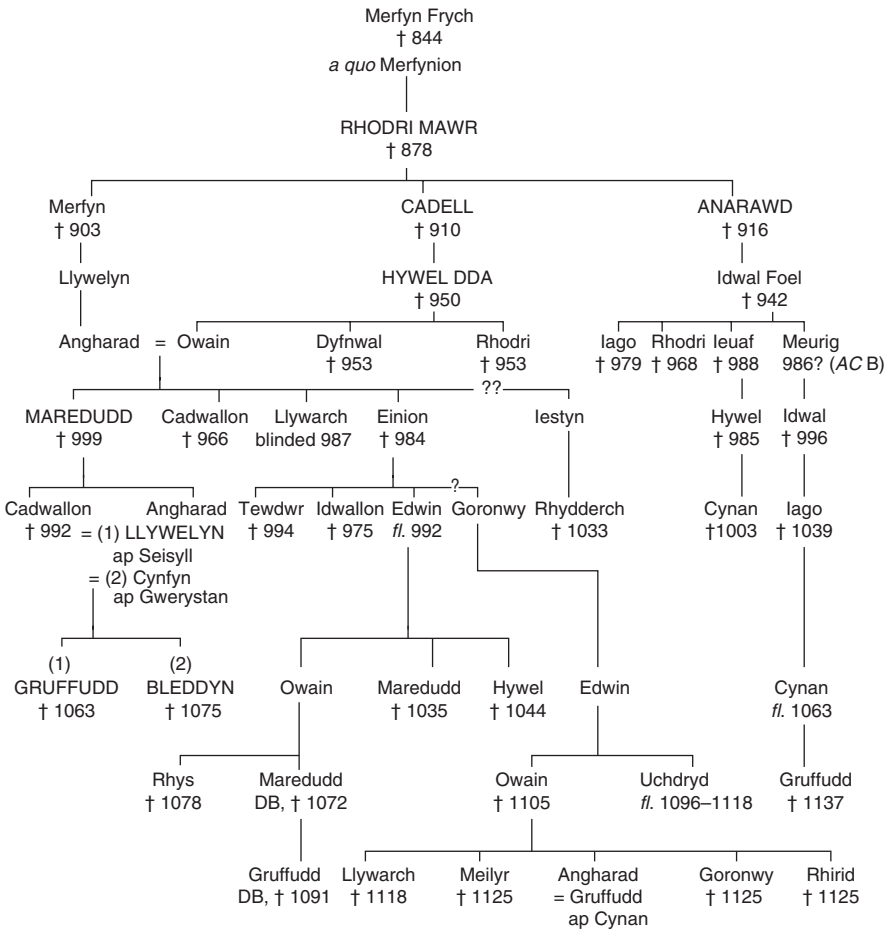 Merfyn Frych
† 844
a quo Merfynion
RHODRI MAWR
† 878
Merfyn CADELL ANARAWD
† 903 † 910 † 916
Llywelyn HYWEL DDA Idwal Foel
† 950 † 942
Angharad = Owain Dyfnwal Rhodri Iago Rhodri Ieuaf Meurig
† 953 † 953 † 979 † 968 † 988 986? (AC B)
??
MAREDUDD Cadwallon Llywarch Einion Iestyn Hywel Idwal
† 999 † 966 blinded 987 † 984 † 985 † 996
?
Cadwallon Angharad Tewdwr Idwallon Edwin Goronwy Rhydderch Cynan Iago
† 992 = (1) LLYWELYN † 994 † 975 fl. 992 † 1033 †1003 † 1039
ap Seisyll
= (2) Cynfyn
ap Gwerystan
(1) (2)
GRUFFUDD BLEDDYN Owain Maredudd Hywel Edwin Cynan
† 1063 † 1075 † 1035 † 1044 fl. 1063
Rhys Maredudd Owain Uchdryd Gruffudd
† 1078 DB, † 1072 † 1105 fl. 1096–1118 † 1137
Gruffudd Llywarch Meilyr Angharad Goronwy Rhirid
DB, † 1091 † 1118 † 1125 = Gruffudd † 1125 † 1125
ap Cynan